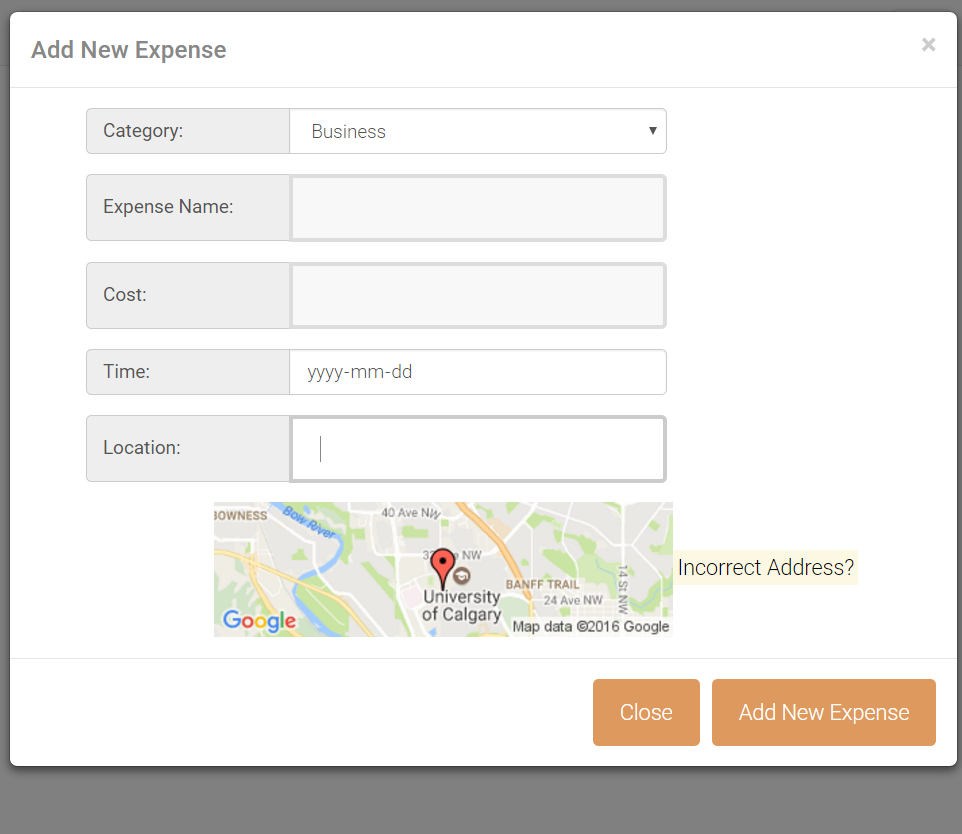 Add New Expense ×
Category: Business
Expense Name:
Cost:
Time: yyyy-mm-dd
Location:
BOWNESS
Bow River
40 Ave NW
NW
University
of Calgary
BANFF TRAIL
24 Ave NW
14 St NW
Google
Map data ©2016 Google
Incorrect Address?
Close Add New Expense